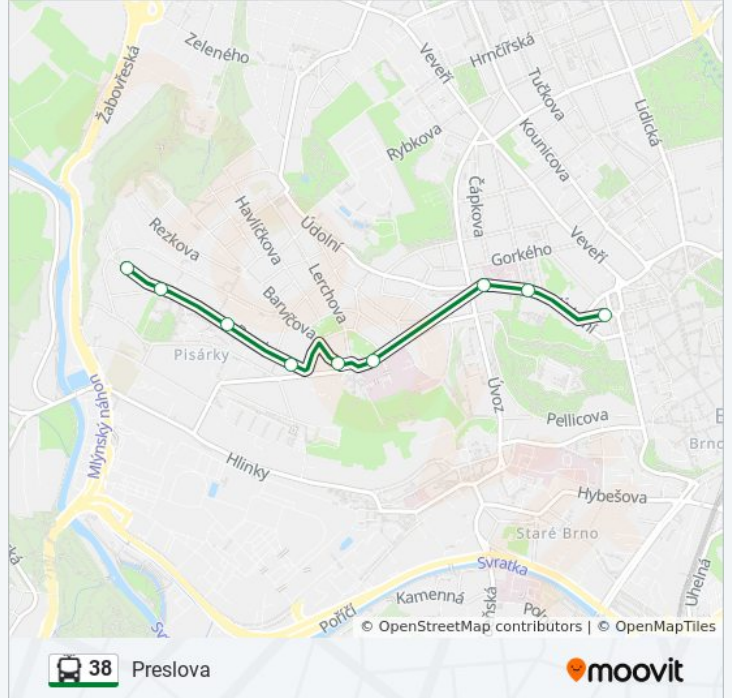 Žabovřeská
Zeleného
Veveří
Hrnčířská
Tučkova
Kounicova
Lidická
Rybkova
Čápkova
Havlíčkova
Rezkova
Údolní
Gorkého
Veveří
Lerchova
Barvičova
Pisárky
Úvoz
Mlýnský náhon
Pellicova
Brno
Hlinky
Hybešova
Staré Brno
Svratka
Uhelná
Kamenná
Poříčí
© OpenStreetMap contributors | © OpenMapTiles
38 Preslova
moovit